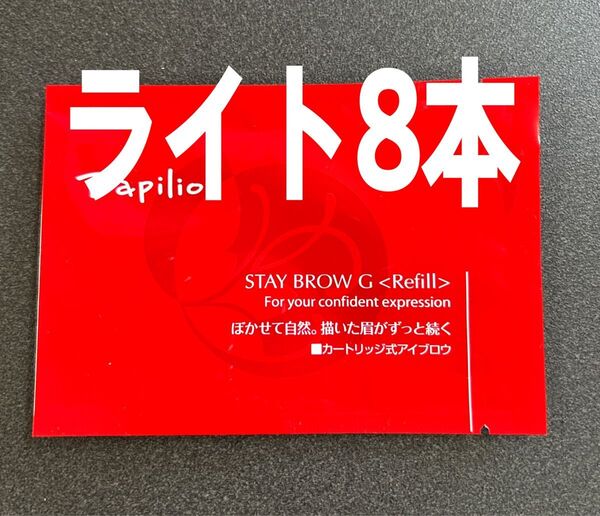 ライト8本
Papilio
STAY BROW G <Refill>
For your confident expression
ぼかせて自然。描いた眉がずっと続く
■カートリッジ式アイブロウ